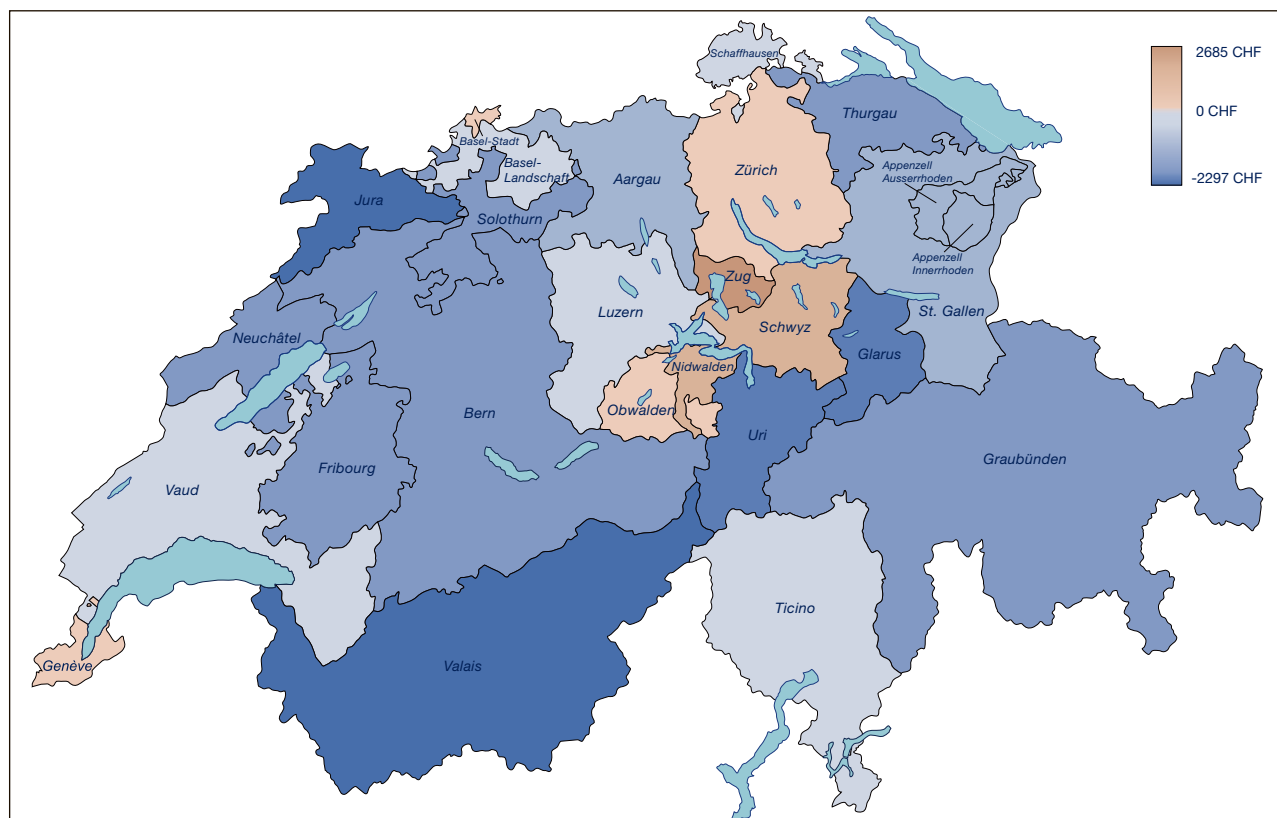 Schaffhausen
2685 CHF
0 CHF
-2297 CHF
Thurgau
Basel-Stadt
Basel-
Landschaft
Aargau
Zürich
Appenzell
Ausserrhoden
Jura
Solothurn
Appenzell
Innerrhoden
Zug
Luzern
St. Gallen
Schwyz
Neuchâtel
Glarus
Nidwalden
Bern
Obwalden
Uri
Graubünden
Fribourg
Vaud
Ticino
Genève
Valais